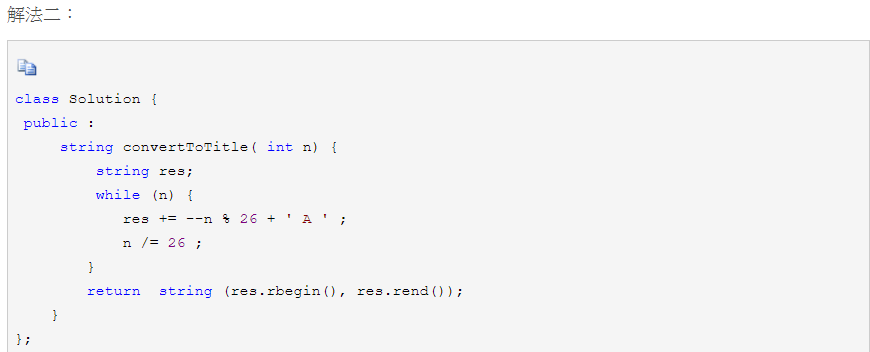 解法二：
class Solution {
 public :
     string convertToTitle( int n) {
         string res;
         while (n) {
            res += --n % 26 + ' A ' ;
            n /= 26 ;
        }
        return  string (res.rbegin(), res.rend());
    }
};